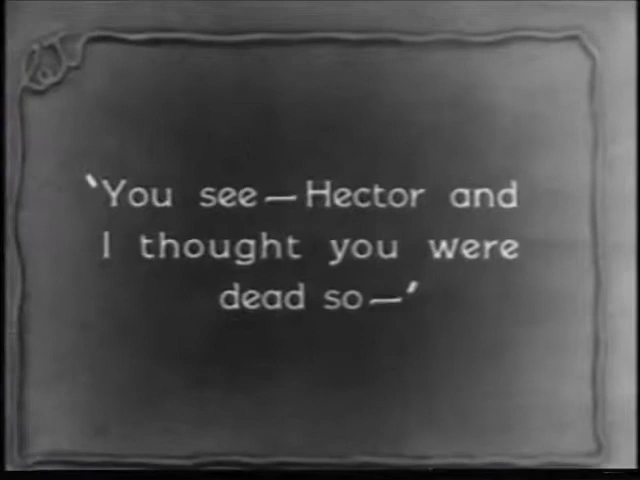 ‘You see — Hector and
I thought you were
dead so — ’